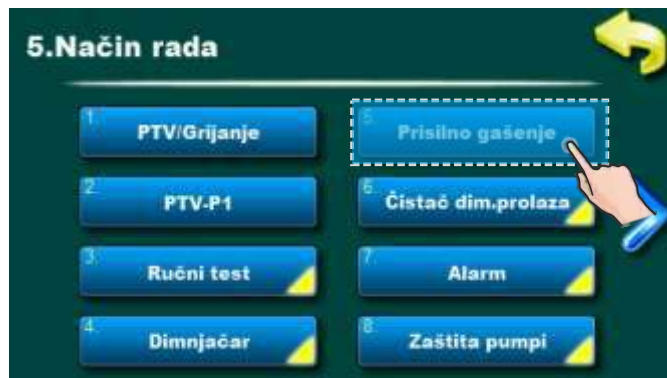 5.Način rada
1. PTV/Grijanje
5. Prisilno gašenje
2. PTV-P1
6. Čistač dim.prolaza
3. Ručni test
7. Alarm
4. Dimnjačar
8. Zaštita pumpi